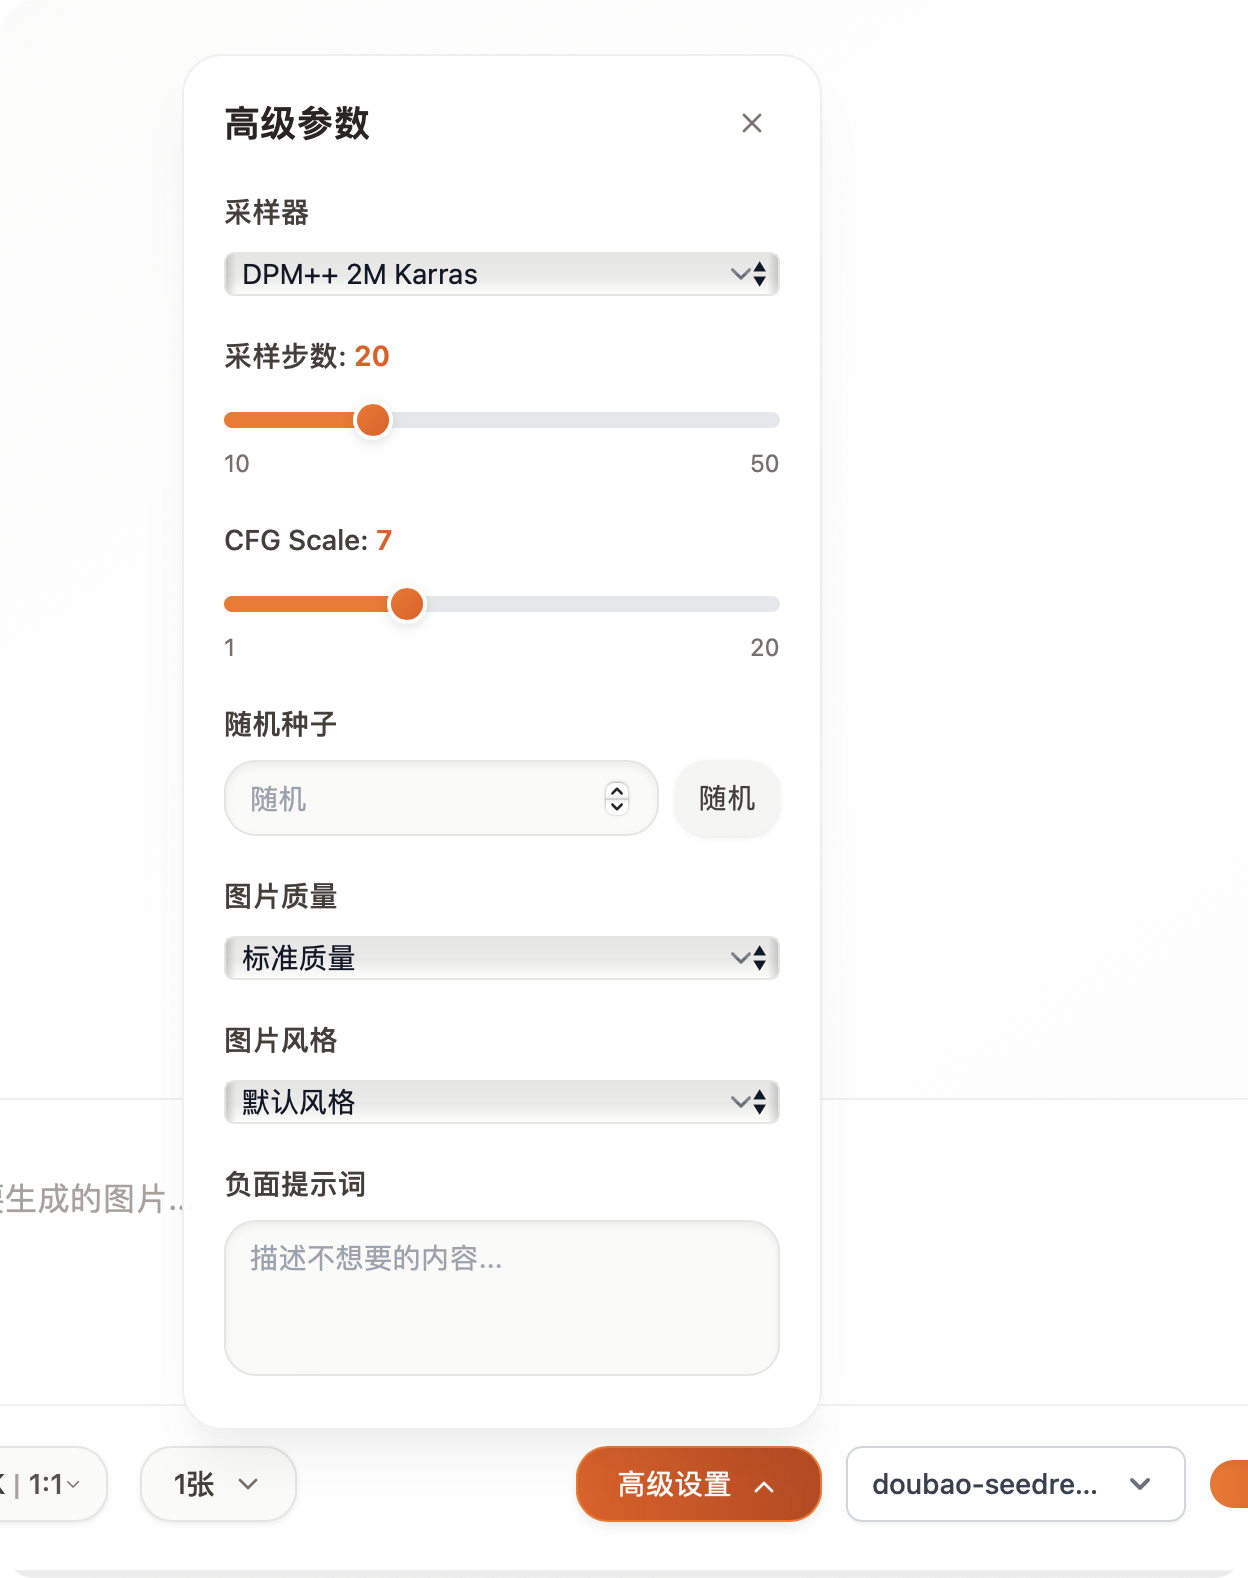 高级参数
采样器
DPM++ 2M Karras
采样步数: 20
10 50
CFG Scale: 7
1 20
随机种子
随机 随机
图片质量
标准质量
图片风格
默认风格
生成的图片...
负面提示词
描述不想要的内容...
| 1:1 1张 高级设置 doubao-seedre...